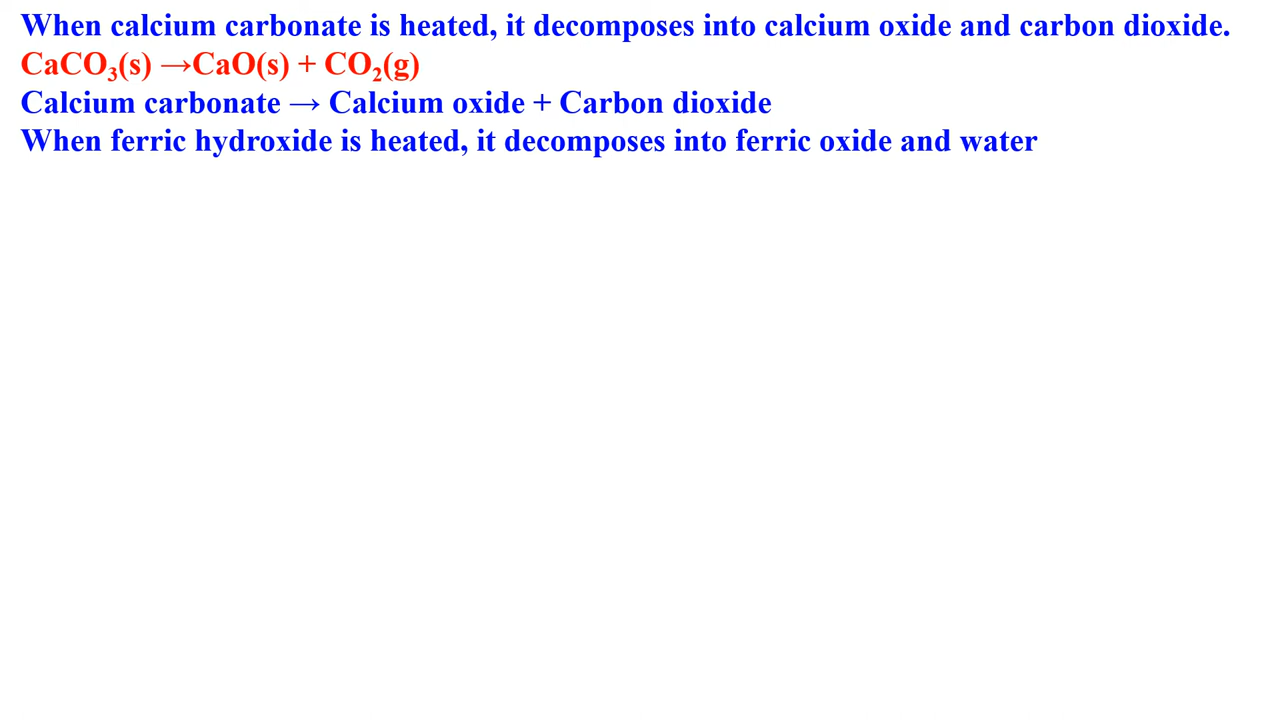 When calcium carbonate is heated, it decomposes into calcium oxide and carbon dioxide.
CaCO₃(s) →CaO(s) + CO₂(g)
Calcium carbonate → Calcium oxide + Carbon dioxide
When ferric hydroxide is heated, it decomposes into ferric oxide and water